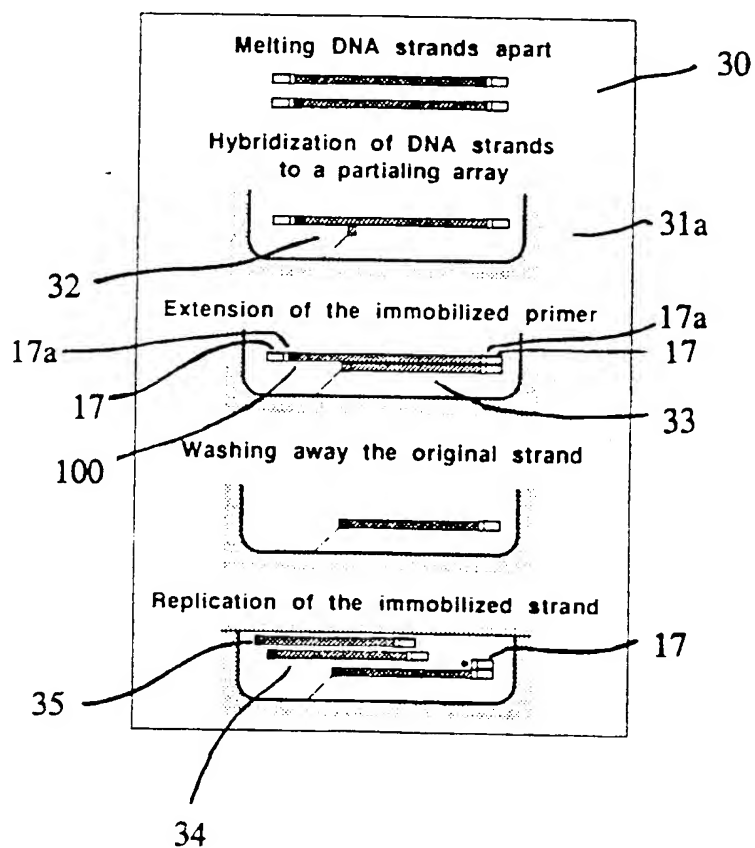 Melting DNA strands apart
30
Hybridization of DNA strands
to a partialing array
31a
32
Extension of the immobilized primer
17a
17a
17
17
33
100
Washing away the original strand
Replication of the immobilized strand
17
35
34